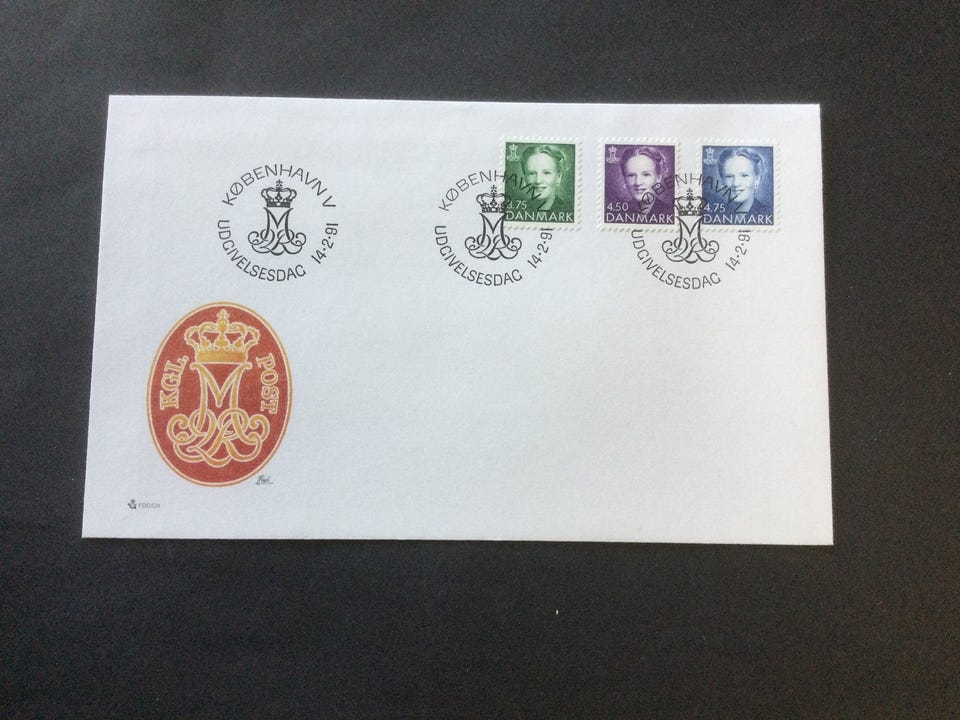 KØBENHAVN V
UDGIVELSESDAG 14·2·91
KØBENHAVN V
UDGIVELSESDAG 14·2·91
3.75
DANMARK
4.50
DANMARK
KØBENHAVN V
UDGIVELSESDAG 14·2·91
4.75
DANMARK
KGL. POST